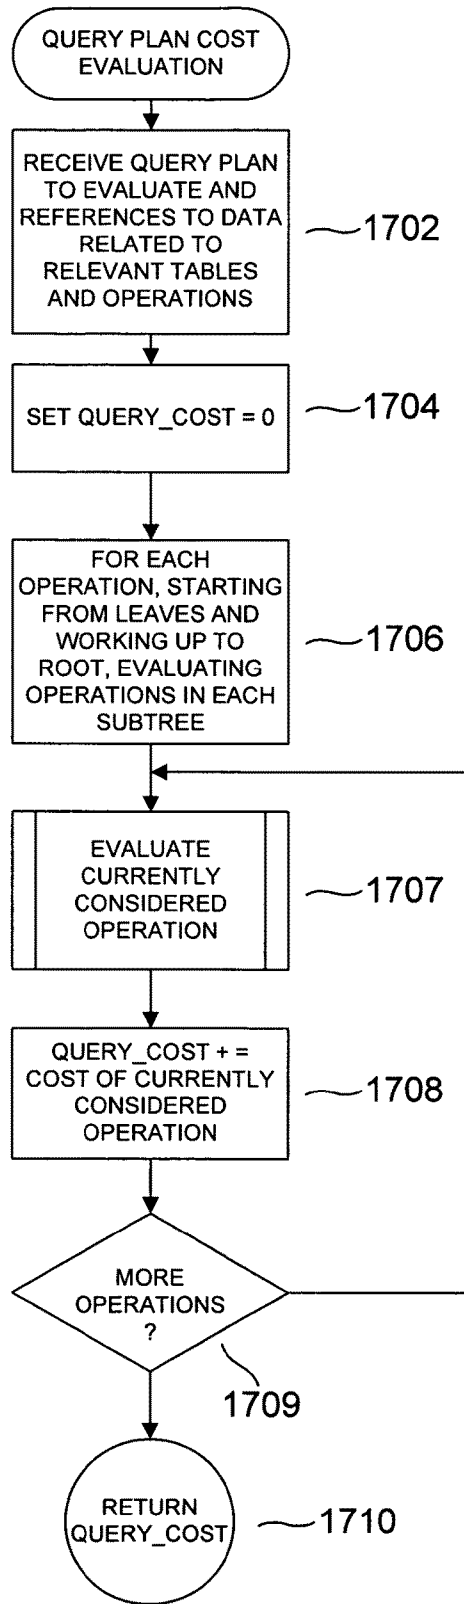 QUERY PLAN COST
EVALUATION
RECEIVE QUERY PLAN
TO EVALUATE AND
REFERENCES TO DATA
RELATED TO
RELEVANT TABLES
AND OPERATIONS
1702
SET QUERY_COST = 0
1704
FOR EACH
OPERATION, STARTING
FROM LEAVES AND
WORKING UP TO
ROOT, EVALUATING
OPERATIONS IN EACH
SUBTREE
1706
EVALUATE
CURRENTLY
CONSIDERED
OPERATION
1707
QUERY_COST + =
COST OF CURRENTLY
CONSIDERED
OPERATION
1708
MORE
OPERATIONS
?
1709
RETURN
QUERY_COST
1710